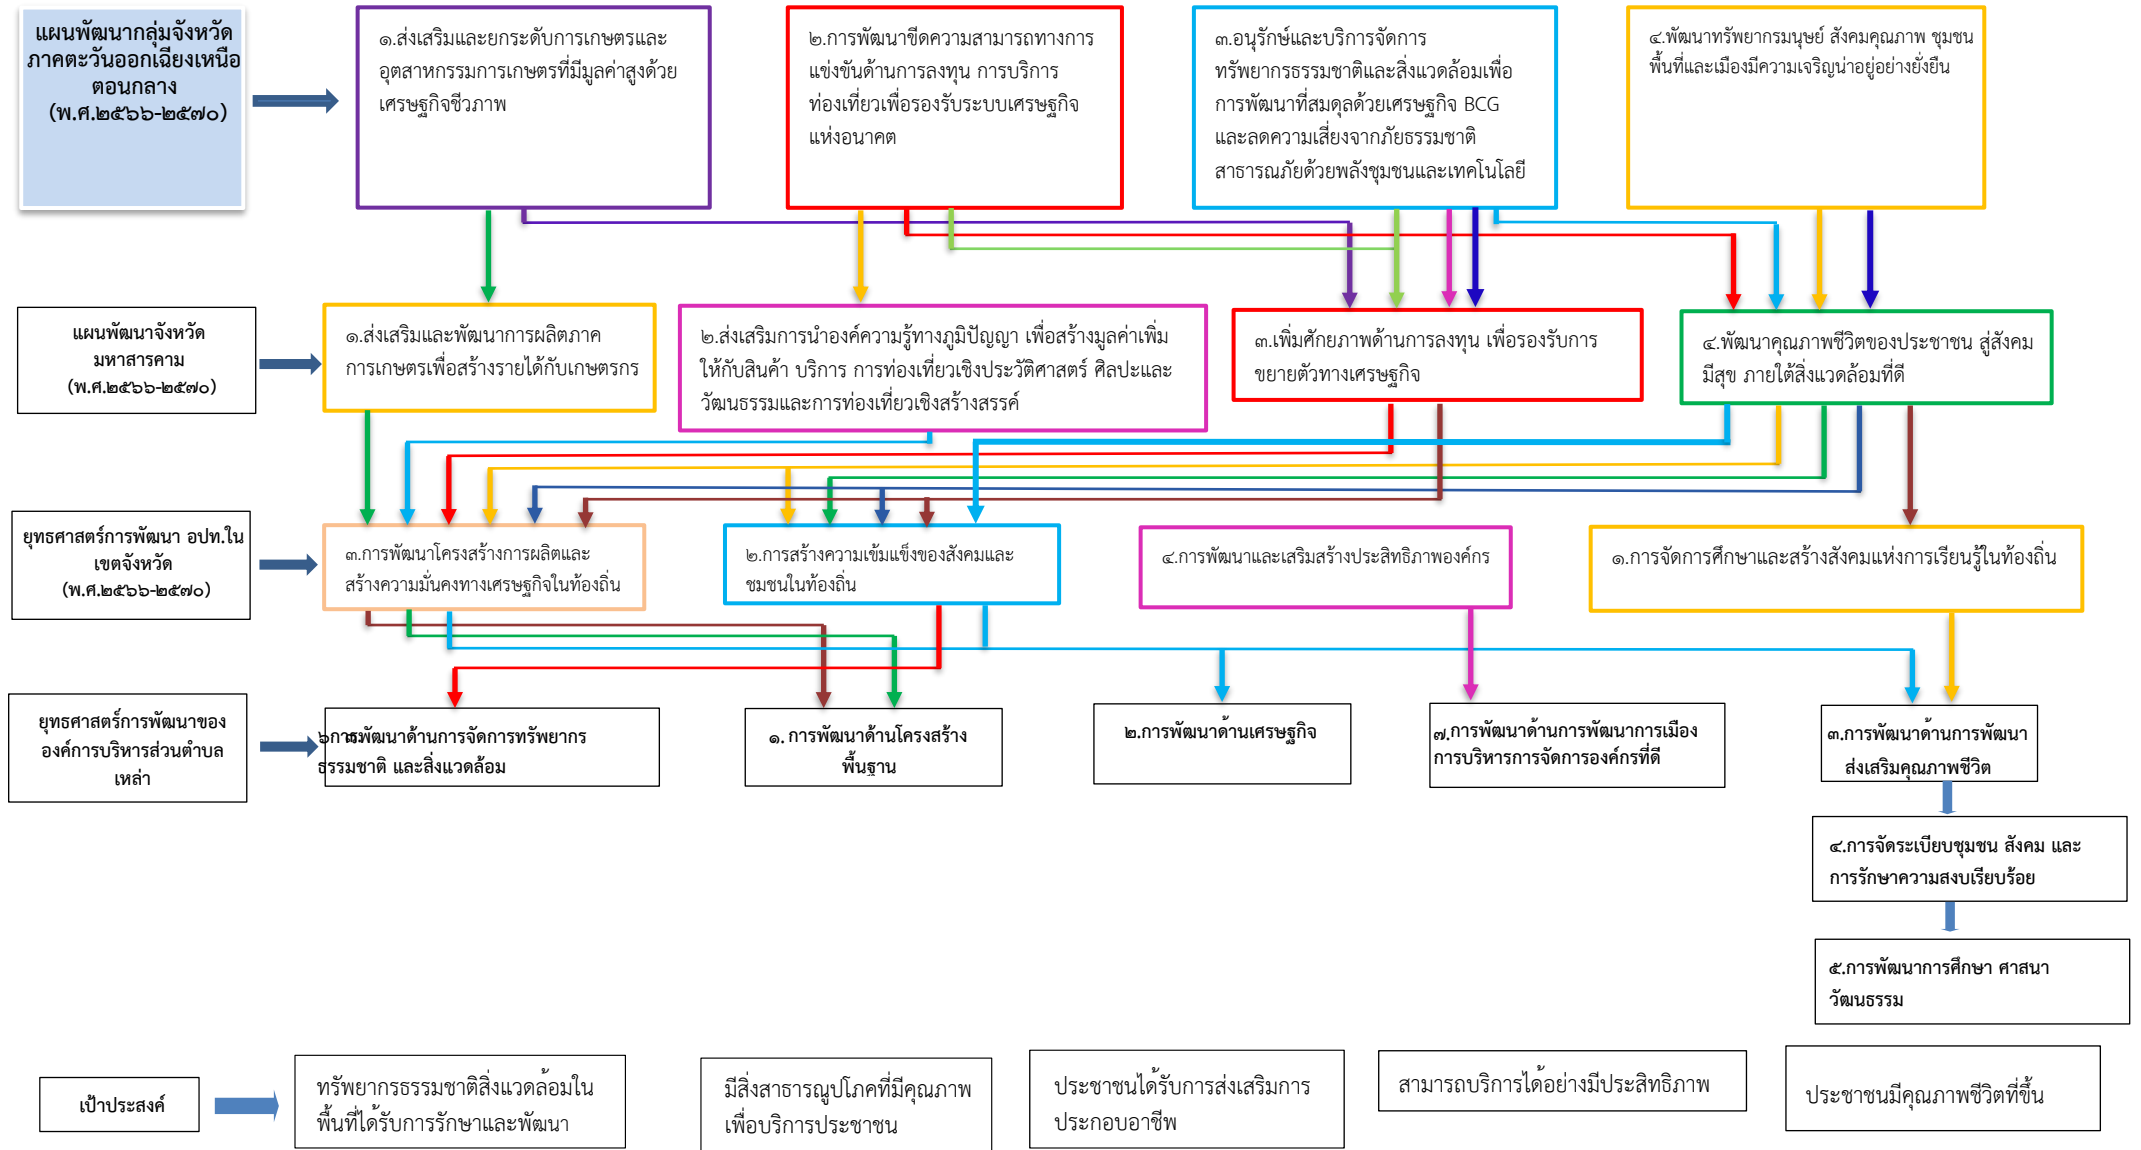 แผนพัฒนากลุ่มจังหวัด
ภาคตะวันออกเฉียงเหนือ
ตอนกลาง
(พ.ศ.๒๕๖๖-๒๕๗๐)
๑.ส่งเสริมและยกระดับการเกษตรและ
อุตสาหกรรมการเกษตรที่มีมูลค่าสูงด้วย
เศรษฐกิจชีวภาพ
๒.การพัฒนาขีดความสามารถทางการ
แข่งขันด้านการลงทุน การบริการ
ท่องเที่ยวเพื่อรองรับระบบเศรษฐกิจ
แห่งอนาคต
๓.อนุรักษ์และบริการจัดการ
ทรัพยากรธรรมชาติและสิ่งแวดล้อมเพื่อ
การพัฒนาที่สมดุลด้วยเศรษฐกิจ BCG
และลดความเสี่ยงจากภัยธรรมชาติ
สาธารณภัยด้วยพลังชุมชนและเทคโนโลยี
๔.พัฒนาทรัพยากรมนุษย์ สังคมคุณภาพ ชุมชน
พื้นที่และเมืองมีความเจริญน่าอยู่อย่างยั่งยืน
แผนพัฒนาจังหวัด
มหาสารคาม
(พ.ศ.๒๕๖๖-๒๕๗๐)
๑.ส่งเสริมและพัฒนาการผลิตภาค
การเกษตรเพื่อสร้างรายได้กับเกษตรกร
๒.ส่งเสริมการนำองค์ความรู้ทางภูมิปัญญา เพื่อสร้างมูลค่าเพิ่ม
ให้กับสินค้า บริการ การท่องเที่ยวเชิงประวัติศาสตร์ ศิลปะและ
วัฒนธรรมและการท่องเที่ยวเชิงสร้างสรรค์
๓.เพิ่มศักยภาพด้านการลงทุน เพื่อรองรับการ
ขยายตัวทางเศรษฐกิจ
๔.พัฒนาคุณภาพชีวิตของประชาชน สู่สังคม
มีสุข ภายใต้สิ่งแวดล้อมที่ดี
ยุทธศาสตร์การพัฒนา อปท.ใน
เขตจังหวัด
(พ.ศ.๒๕๖๖-๒๕๗๐)
๓.การพัฒนาโครงสร้างการผลิตและ
สร้างความมั่นคงทางเศรษฐกิจในท้องถิ่น
๒.การสร้างความเข้มแข็งของสังคมและ
ชุมชนในท้องถิ่น
๔.การพัฒนาและเสริมสร้างประสิทธิภาพองค์กร
๑.การจัดการศึกษาและสร้างสังคมแห่งการเรียนรู้ในท้องถิ่น
ยุทธศาสตร์การพัฒนาของ
องค์การบริหารส่วนตำบล
เหล่า
พัฒนาด้านการจัดการทรัพยากร
ธรรมชาติ และสิ่งแวดล้อม
๑. การพัฒนาด้านโครงสร้าง
พื้นฐาน
๒.การพัฒนาด้านเศรษฐกิจ
๗.การพัฒนาด้านการพัฒนาการเมือง
การบริหารการจัดการองค์กรที่ดี
๓.การพัฒนาด้านการพัฒนา
ส่งเสริมคุณภาพชีวิต
๔.การจัดระเบียบชุมชน สังคม และ
การรักษาความสงบเรียบร้อย
๕.การพัฒนาการศึกษา ศาสนา
วัฒนธรรม
เป้าประสงค์
ทรัพยากรธรรมชาติสิ่งแวดล้อมใน
พื้นที่ได้รับการรักษาและพัฒนา
มีสิ่งสาธารณูปโภคที่มีคุณภาพ
เพื่อบริการประชาชน
ประชาชนได้รับการส่งเสริมการ
ประกอบอาชีพ
สามารถบริการได้อย่างมีประสิทธิภาพ
ประชาชนมีคุณภาพชีวิตที่ขึ้น